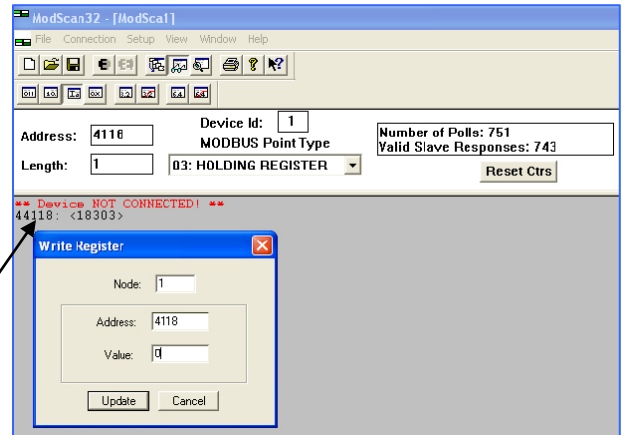 ModScan32 - [ModSca1]
File Connection Setup View Window Help
Address: 4118
Device Id: 1
MODBUS Point Type
Length: 1
03: HOLDING REGISTER
Number of Polls: 751
Valid Slave Responses: 743
Reset Ctrs
** Device NOT CONNECTED! **
44118: <18303>
Write Register
Node: 1
Address: 4118
Value: 0
Update Cancel